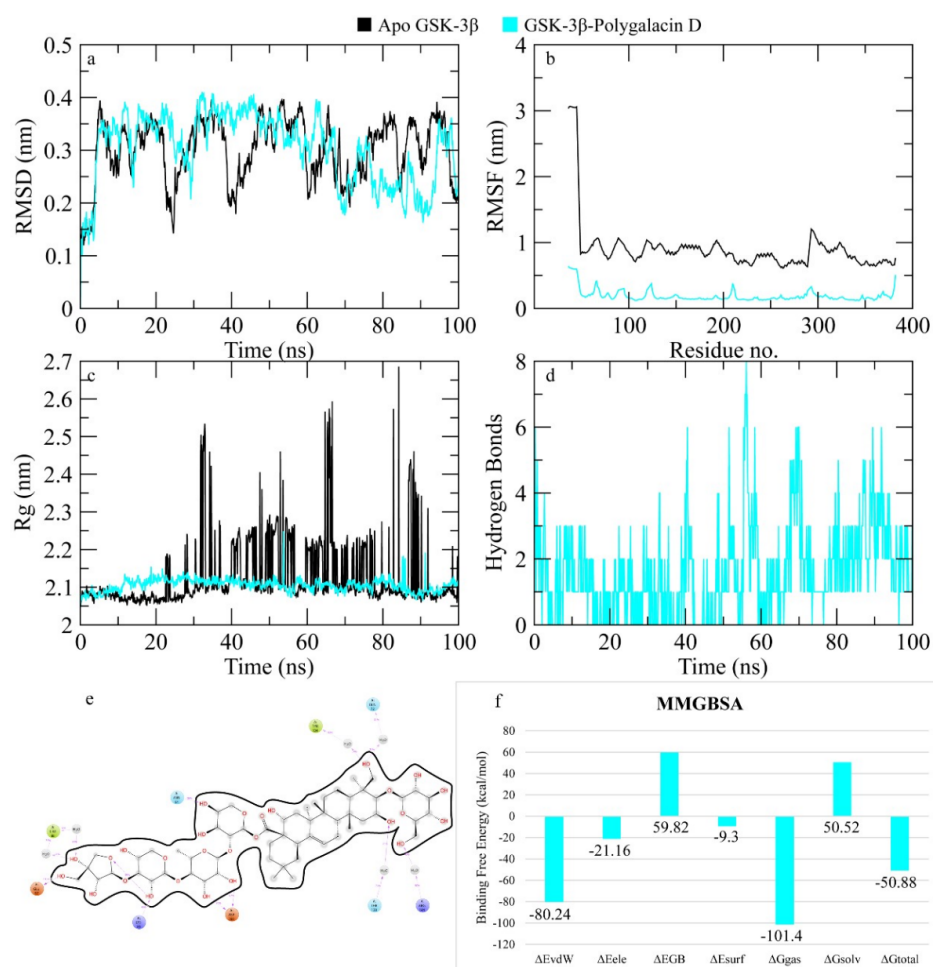 Apo GSK-3β
GSK-3β-Polygalacin D
a
RMSD (nm)
0.5
0.4
0.3
0.2
0.1
0
0
20
40
60
80
100
Time (ns)
b
RMSF (nm)
4
3
2
1
0
100
200
300
400
Residue no.
c
Rg (nm)
2.7
2.6
2.5
2.4
2.3
2.2
2.1
2
0
20
40
60
80
100
Time (ns)
d
Hydrogen Bonds
8
6
4
2
0
0
20
40
60
80
100
Time (ns)
e
f
MMGBSA
Binding Free Energy (kcal/mol)
80
60
40
20
0
-20
-40
-60
-80
-100
-120
-80.24
-21.16
59.82
-9.3
-101.4
50.52
-50.88
ΔEvdW
ΔEele
ΔEGB
ΔEsurf
ΔGgas
ΔGsolv
ΔGtotal